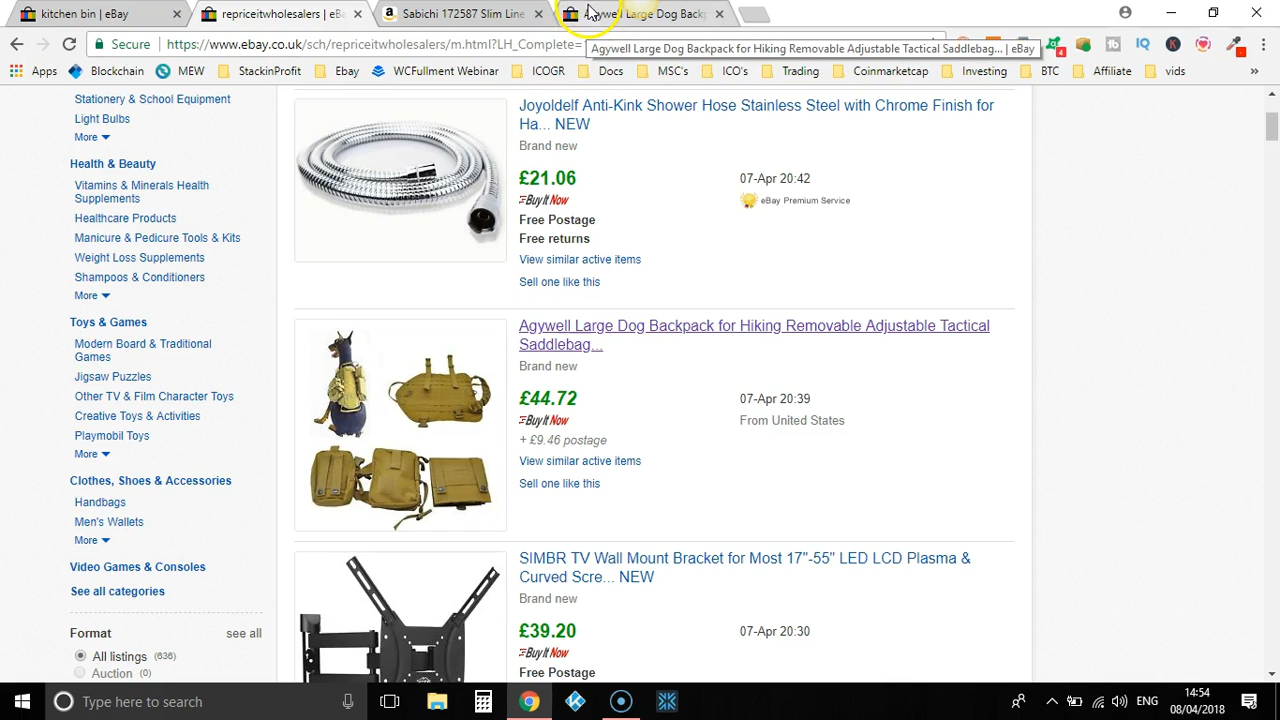 kitchen bin | eBay
repriceitwholesalers | eBa
Sabichi 172587 Slim Line
Agywell Large Dog Backp
Secure
https://www.ebay.co.uk/sch/repriceitwholesalers/m.html?LH_Complete=
Agywell Large Dog Backpack for Hiking Removable Adjustable Tactical Saddlebag... | eBay
Apps
Blockchain
MEW
StackinProfit
Ebay
WCFullment Webinar
ICOGR
Docs
MSC's
ICO's
Trading
Coinmarketcap
Investing
BTC
Affiliate
vids
»
Stationery & School Equipment
Light Bulbs
More
Health & Beauty
Vitamins & Minerals Health
Supplements
Healthcare Products
Manicure & Pedicure Tools & Kits
Weight Loss Supplements
Shampoos & Conditioners
More
Toys & Games
Modern Board & Traditional
Games
Jigsaw Puzzles
Other TV & Film Character Toys
Creative Toys & Activities
Playmobil Toys
More
Clothes, Shoes & Accessories
Handbags
Men's Wallets
More
Video Games & Consoles
See all categories
Format
see all
All listings (636)
Auction (0)
Joyoldelf Anti-Kink Shower Hose Stainless Steel with Chrome Finish for
Ha... NEW
Brand new
£21.06
07-Apr 20:42
Buy It Now
eBay Premium Service
Free Postage
Free returns
View similar active items
Sell one like this
Agywell Large Dog Backpack for Hiking Removable Adjustable Tactical
Saddlebag...
Brand new
£44.72
07-Apr 20:39
Buy It Now
From United States
+ £9.46 postage
View similar active items
Sell one like this
SIMBR TV Wall Mount Bracket for Most 17"-55" LED LCD Plasma &
Curved Scre... NEW
Brand new
£39.20
07-Apr 20:30
Buy It Now
Free Postage
Type here to search
ENG
14:54
08/04/2018